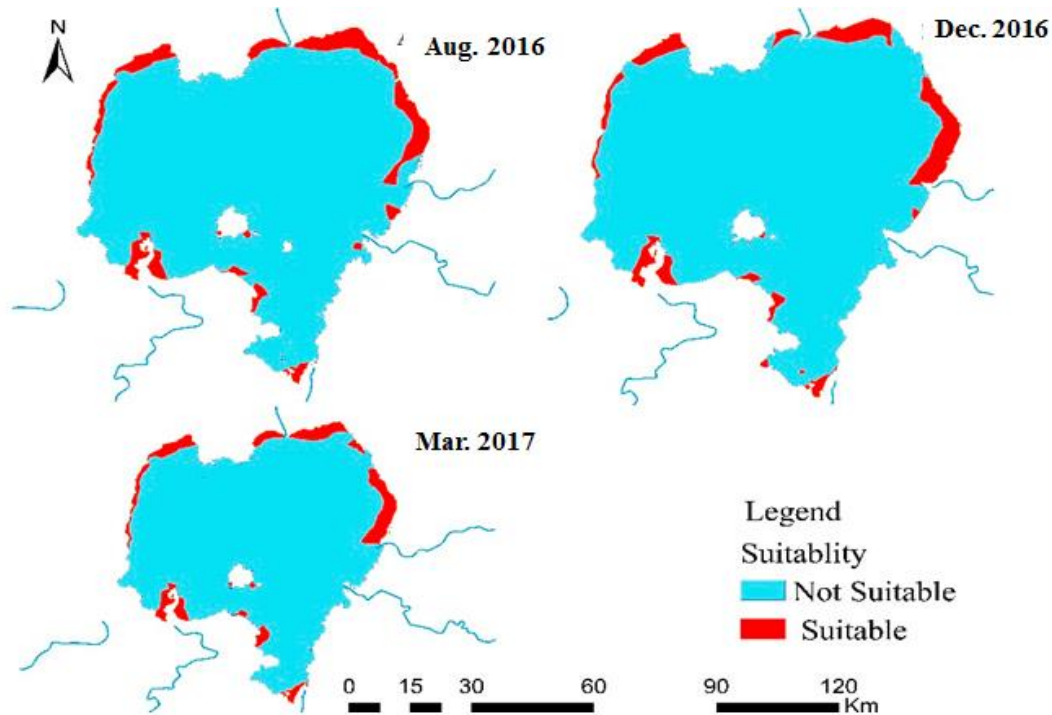 N
Aug. 2016
Dec. 2016
Mar. 2017
Legend
Suitablity
Not Suitable
Suitable
0 15 30 60 90 120
Km